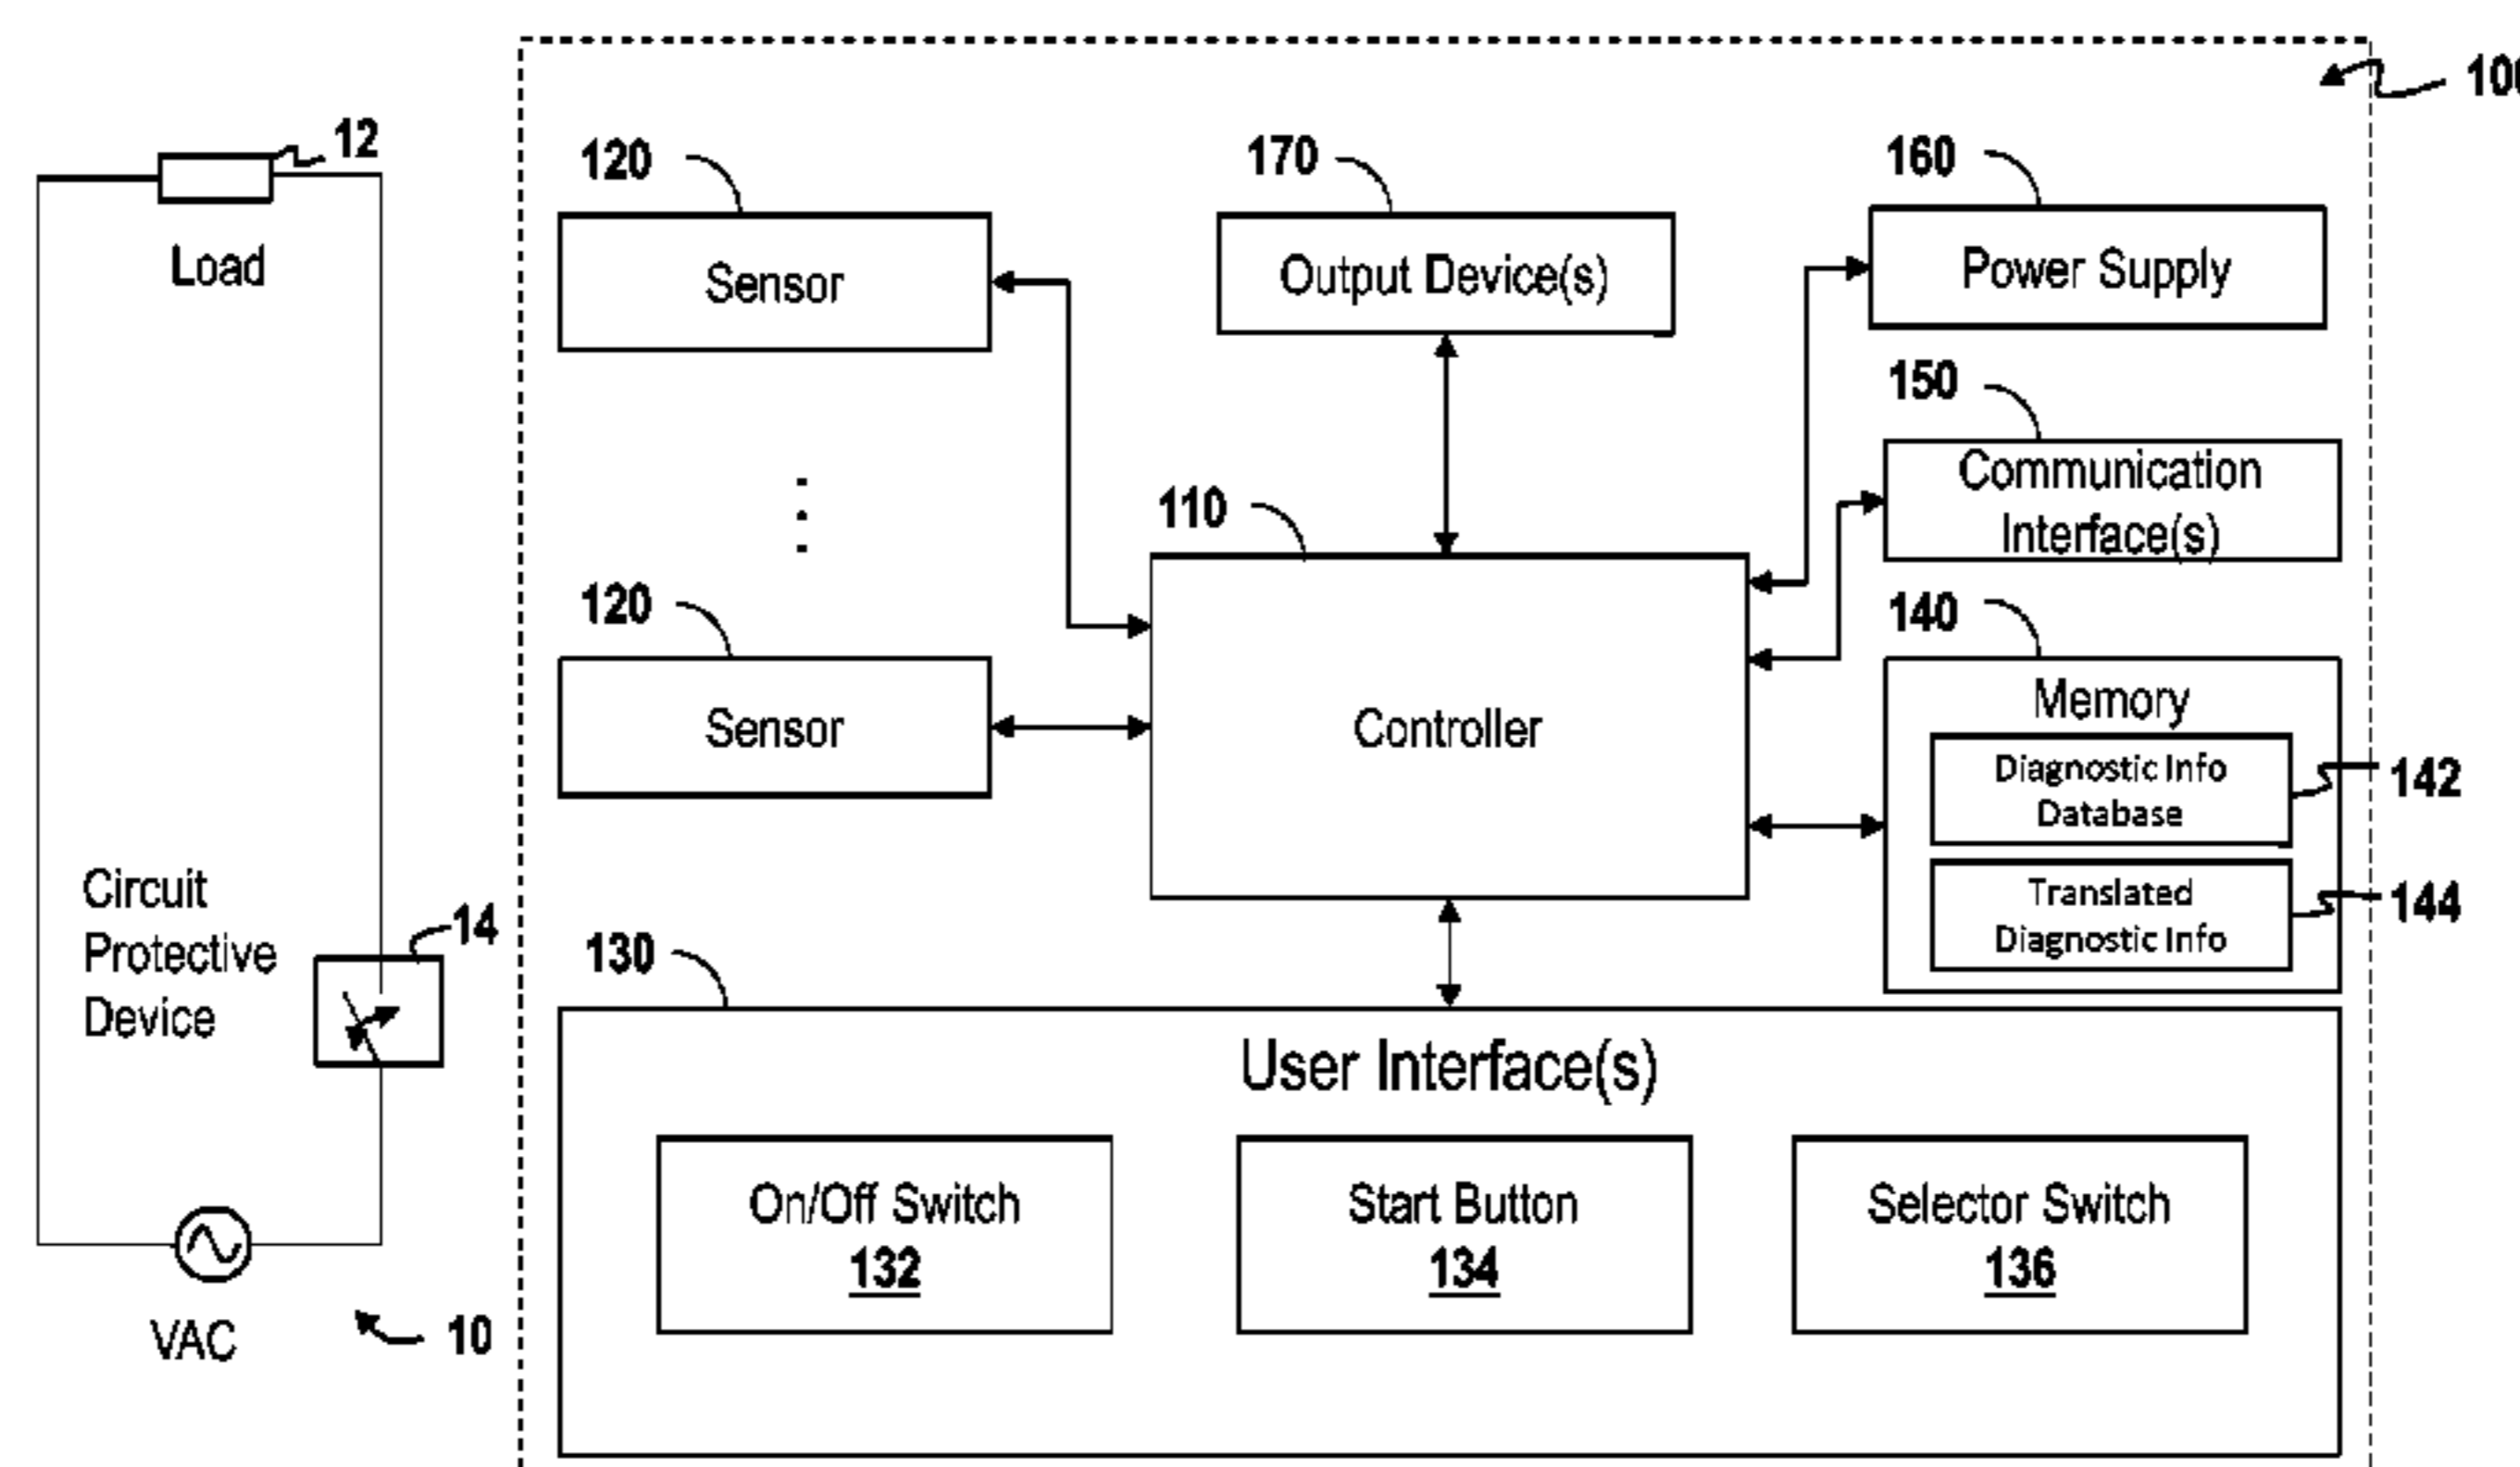 100
12
120
170
160
Load
Sensor
Output Device(s)
Power Supply
150
Communication
Interface(s)
110
120
140
Sensor
Controller
Memory
Diagnostic Info
Database
142
Translated
Diagnostic Info
144
Circuit
Protective
Device
14
130
User Interface(s)
On/Off Switch
132
Start Button
134
Selector Switch
136
VAC
10